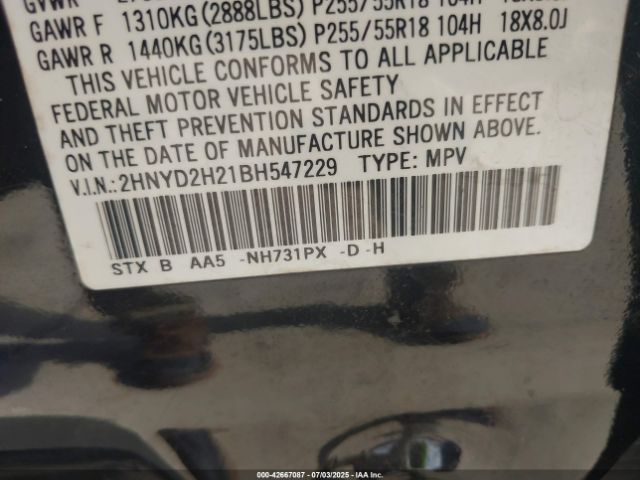 GAWR F 1310KG(2888LBS) P255/55R18 104H
GAWR R 1440KG(3175LBS) P255/55R18 104H 18X8.0J
THIS VEHICLE CONFORMS TO ALL APPLICABLE
FEDERAL MOTOR VEHICLE SAFETY
AND THEFT PREVENTION STANDARDS IN EFFECT
ON THE DATE OF MANUFACTURE SHOWN ABOVE.
V.I.N.:2HNYD2H21BH547229 TYPE: MPV
STX B AA5 -NH731PX -D -H
00-42667087 | 07/03/2025 | Copyright © IAA, Inc.